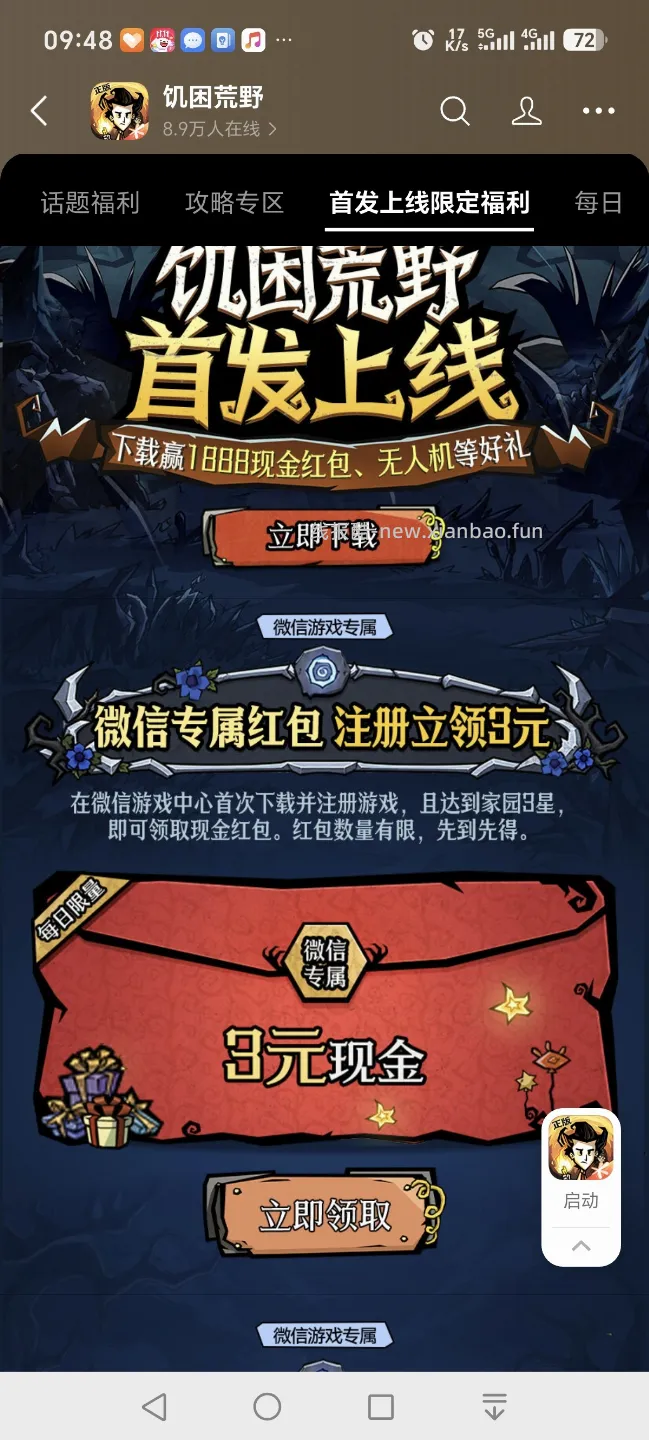 09:48
17
K/s
5G
4G
72
正版
饥困荒野
8.9万人在线
话题福利
攻略专区
首发上线限定福利
每日
饥困荒野
首发上线
下载赢1888现金红包、无人机等好礼
立即下载
new.xianbao.fun
微信游戏专属
微信专属红包 注册立领3元
在微信游戏中心首次下载并注册游戏，且达到家园3星，
即可领取现金红包。红包数量有限，先到先得。
每日限量
微信
专属
3元现金
正版
启动
立即领取
微信游戏专属